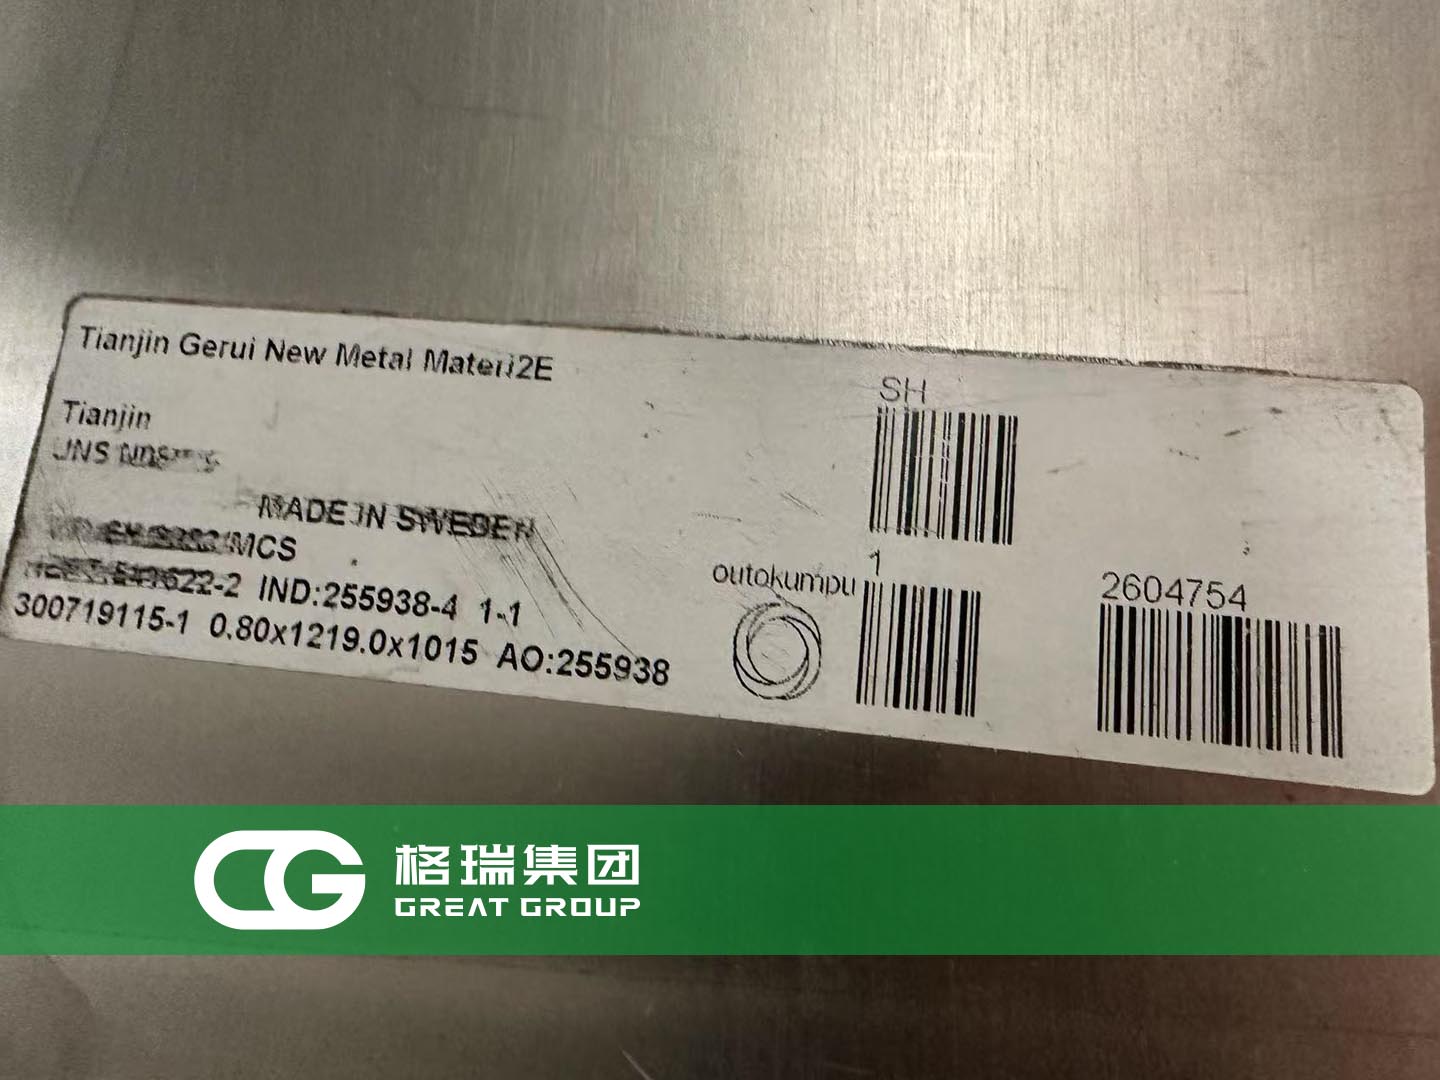 Tianjin Gerui New Metal Materi2E
Tianjin
UNS
MADE IN SWEDEN
MCS
-2 IND:255938-4 1-1
300719115-1 0.80x1219.0x1015 AO:255938
SH
1
outokumpu
2604754
格瑞集团
GREAT GROUP